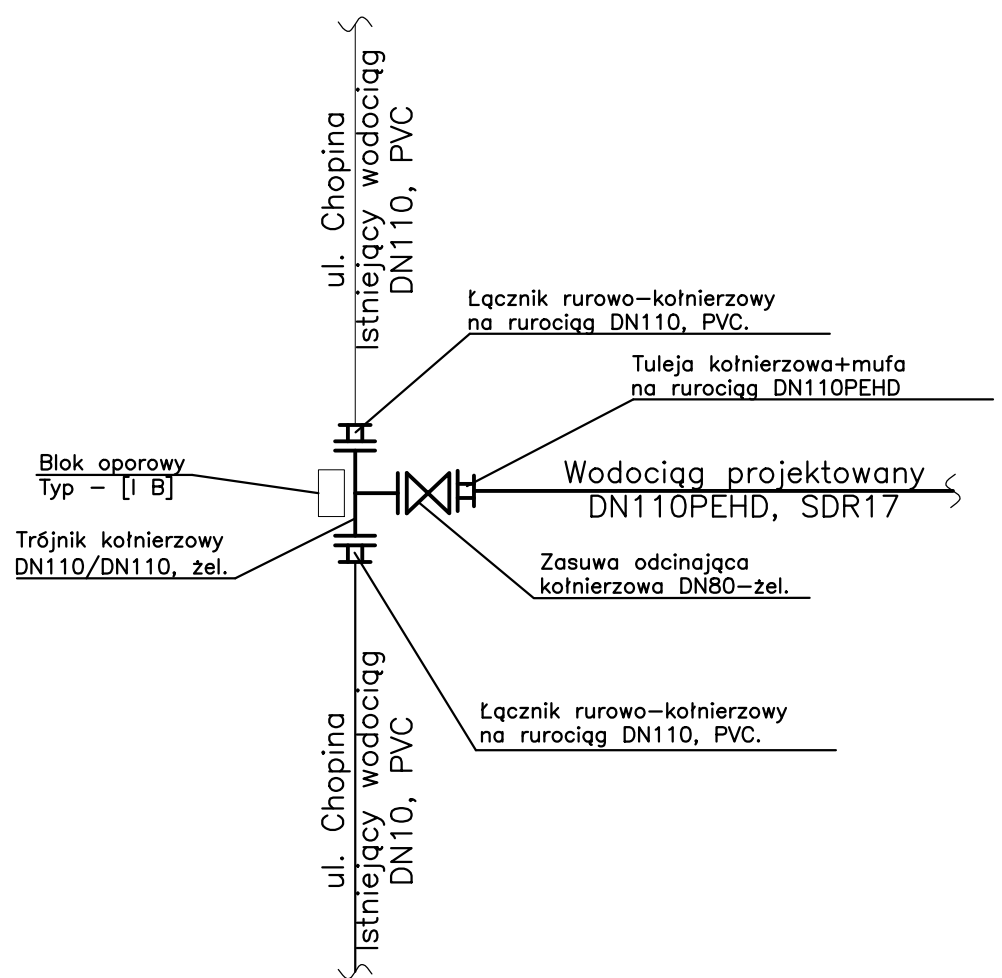 ul. Chopina
Istniejący wodociąg
DN110, PVC
Łącznik rurowo-kołnierzowy
na rurociąg DN110, PVC.
Tuleja kołnierzowa+mufa
na rurociąg DN110PEHD
Blok oporowy
Typ - [I B]
Wodociąg projektowany
DN110PEHD, SDR17
Trójnik kołnierzowy
DN110/DN110, żel.
Zasuwa odcinająca
kołnierzowa DN80-żel.
Łącznik rurowo-kołnierzowy
na rurociąg DN110, PVC.
ul. Chopina
Istniejący wodociąg
DN10, PVC